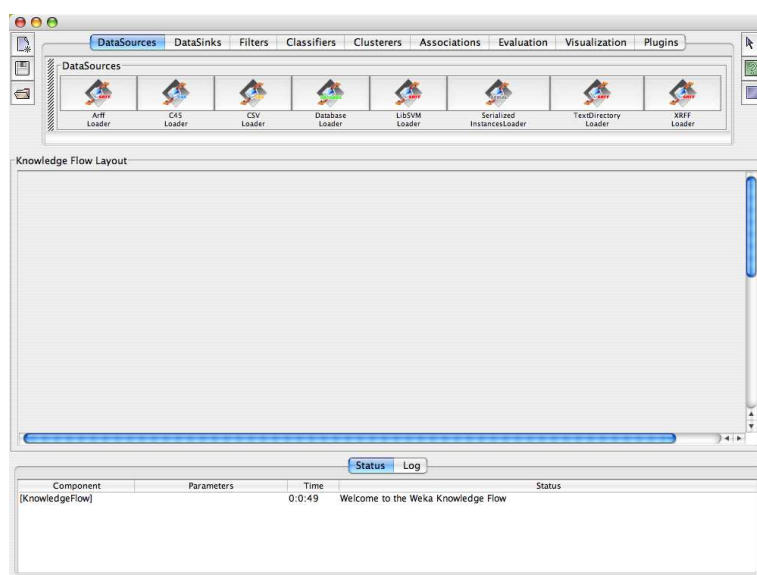 DataSources DataSinks Filters Classifiers Clusterers Associations Evaluation Visualization Plugins
DataSources
Arff Loader
C45 Loader
CSV Loader
Database Loader
LibSVM Loader
Serialized InstancesLoader
TextDirectory Loader
XRFF Loader
Knowledge Flow Layout
Status Log
Component Parameters Time Status
[KnowledgeFlow] 0:0:49 Welcome to the Weka Knowledge Flow